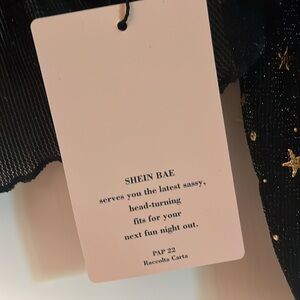 SHEIN BAE
serves you the latest sassy,
head-turning
fits for your
next fun night out.
PAP 22
Raccolta Carta